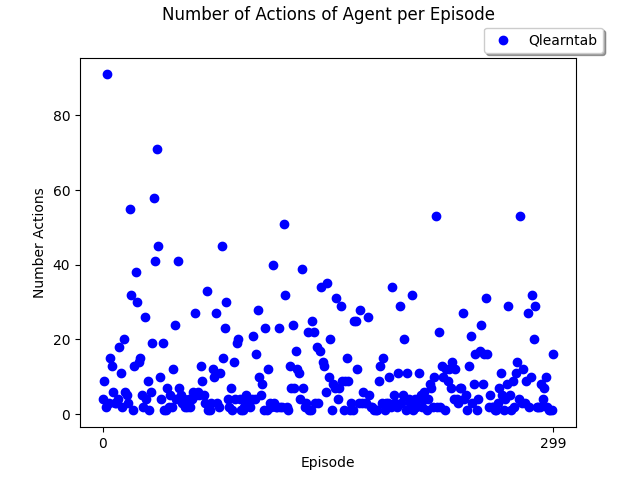 Number of Actions of Agent per Episode
Qlearntab
80
60
40
20
0
Number Actions
0
299
Episode